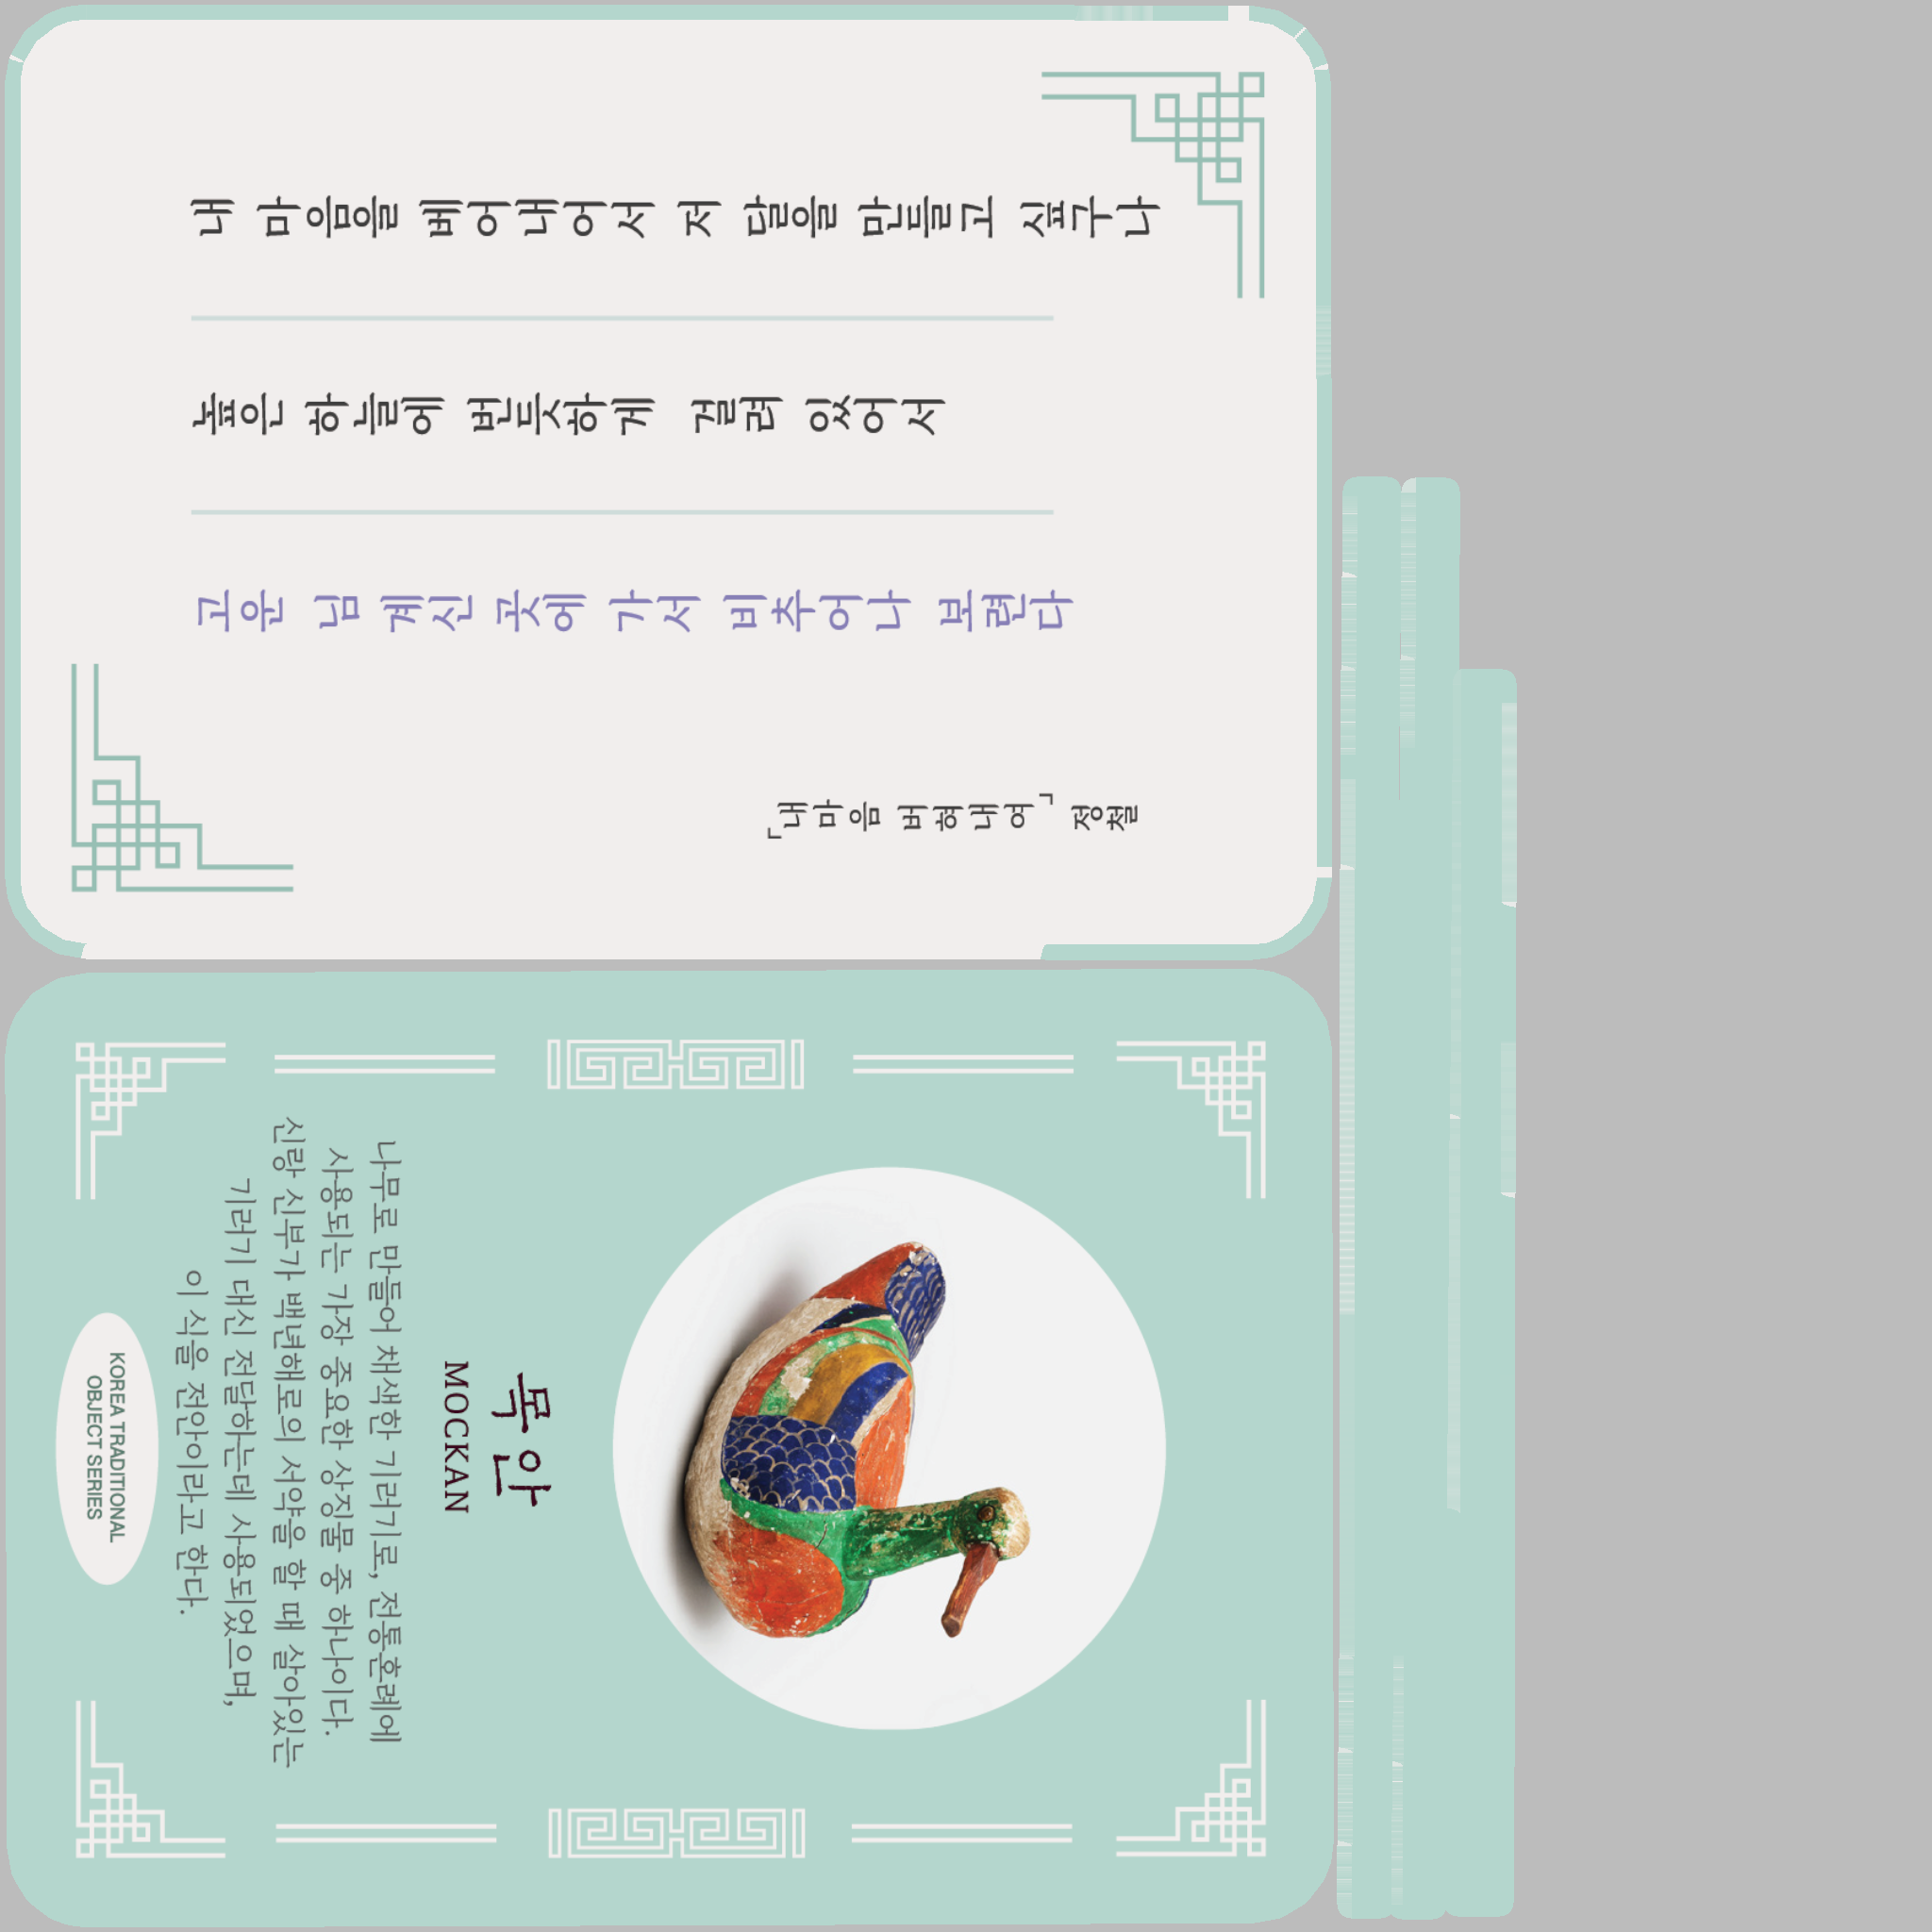 내 마음을 베어내어서 저 달을 만들고 싶구나
높은 하늘에 번듯하게 걸려 있어서
고운 님 계신 곳에 가서 비추어나 보련다
「내마음 버혀내여」 정철
목안
MOCKAN
나무로 만들어 채색한 기러기로, 전통혼례에
사용되는 가장 중요한 상징물 중 하나이다.
신랑 신부가 백년해로의 서약을 할 때 살아있는
기러기 대신 전달하는데 사용되었으며,
이 식을 전안이라고 한다.
KOREA TRADITIONAL
OBJECT SERIES